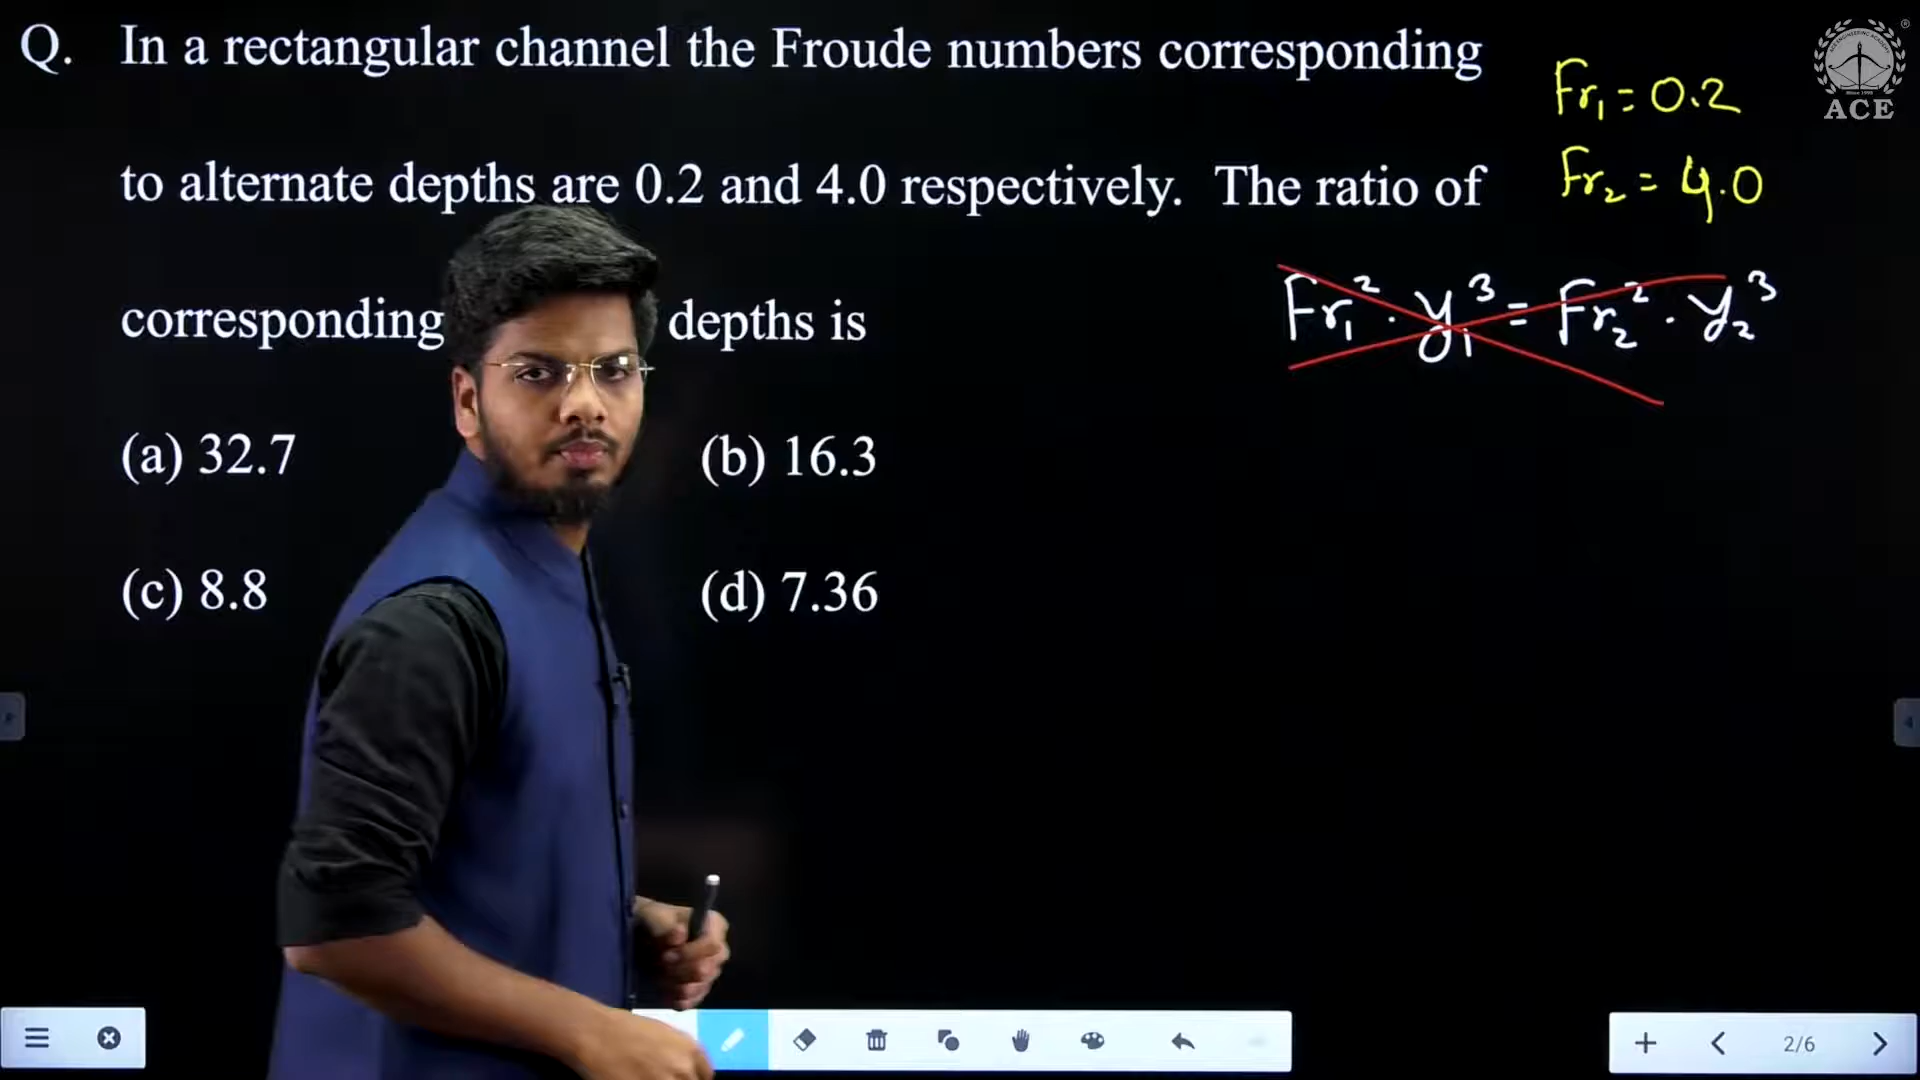 Q. In a rectangular channel the Froude numbers corresponding
to alternate depths are 0.2 and 4.0 respectively. The ratio of
corresponding depths is
(a) 32.7 (b) 16.3
(c) 8.8 (d) 7.36
Fr₁ = 0.2
Fr₂ = 4.0
Fr₁² · y₁³ = Fr₂² · y₂³
ACE
2/6